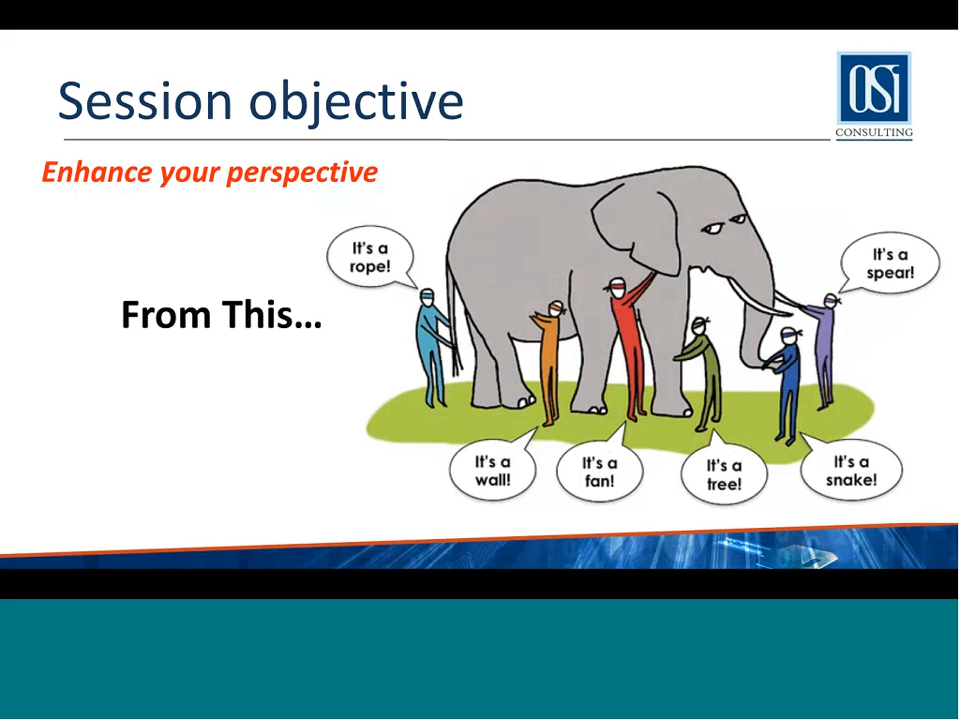 Session objective
OSi
CONSULTING
Enhance your perspective
It's a
rope!
It's a
spear!
From This…
It's a
wall!
It's a
fan!
It's a
tree!
It's a
snake!